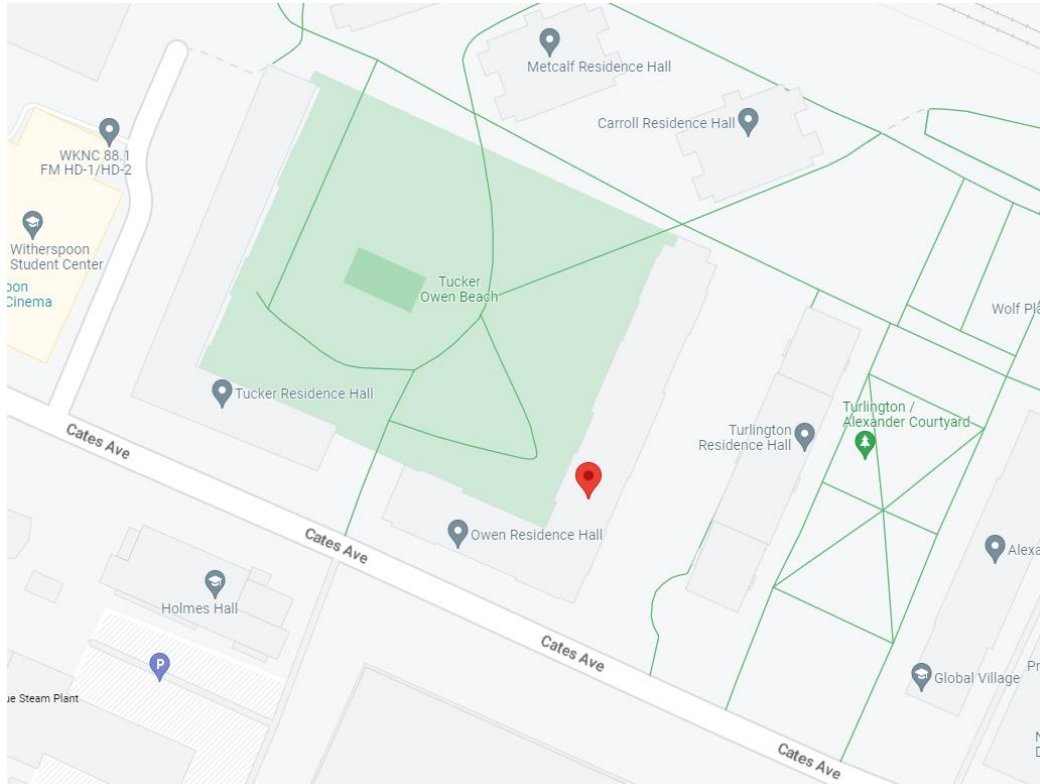 Metcalf Residence Hall
Carroll Residence Hall
WKNC 88.1
FM HD-1/HD-2
Witherspoon
Student Center
oon
Cinema
Tucker
Owen Beach
Wolf Pla
Tucker Residence Hall
Turlington /
Alexander Courtyard
Turlington
Residence Hall
Cates Ave
Owen Residence Hall
Cates Ave
Alexa
Holmes Hall
Cates Ave
P
Global Village
Pr
ue Steam Plant
N
D
Cates Ave